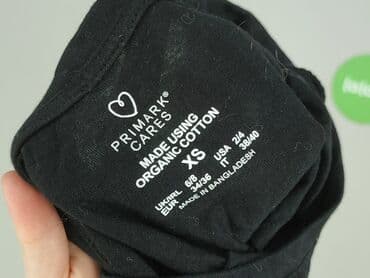 PRIMARK®
CARES
MADE USING
ORGANIC COTTON
XS
UK/IRL 6/8 USA 2/4
EUR 34/36 IT 38/40
MADE IN BANGLADESH